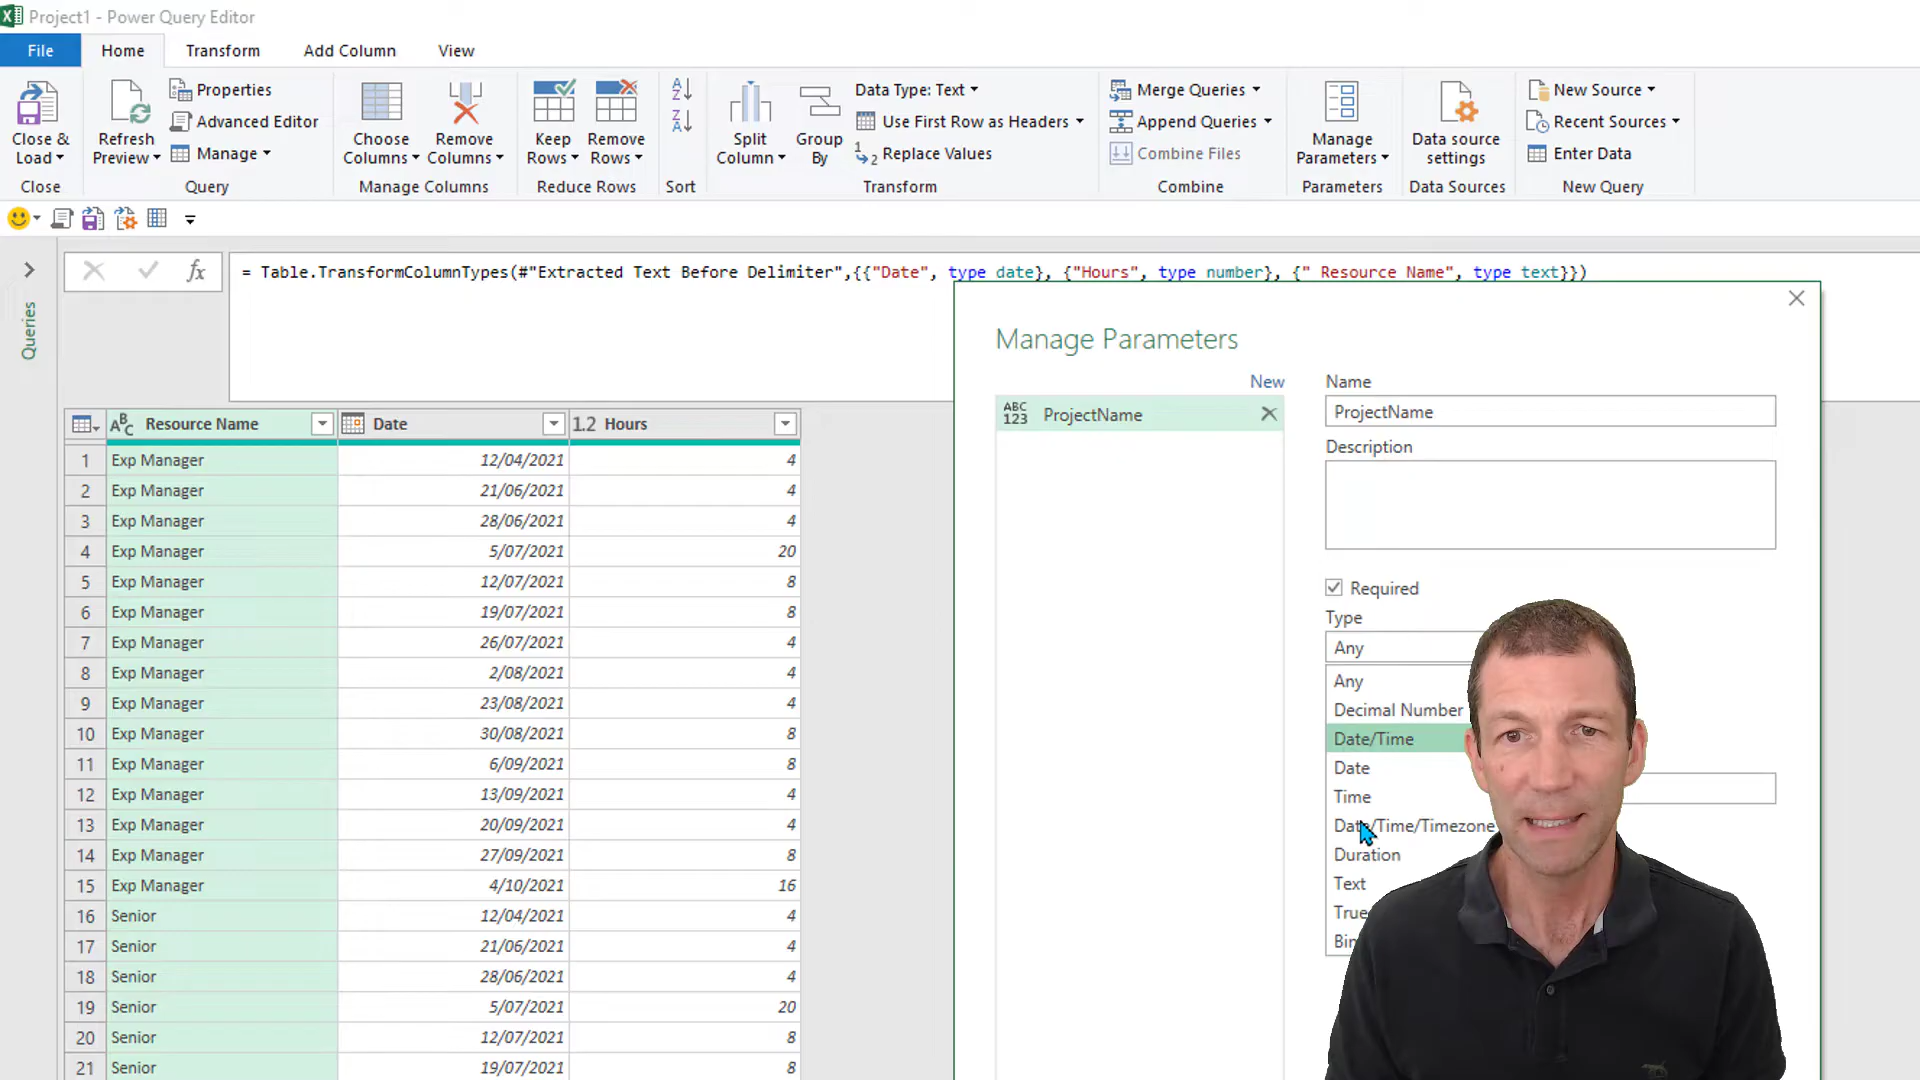 Project1 - Power Query Editor
File Home Transform Add Column View
Close & Load
Close
Refresh Preview
Properties
Advanced Editor
Manage
Query
Choose Columns
Remove Columns
Manage Columns
Keep Rows
Remove Rows
Reduce Rows
Sort
Split Column
Group By
Data Type: Text
Use First Row as Headers
Replace Values
Transform
Merge Queries
Append Queries
Combine Files
Combine
Manage Parameters
Parameters
Data source settings
Data Sources
New Source
Recent Sources
Enter Data
New Query
Queries
fx = Table.TransformColumnTypes(#"Extracted Text Before Delimiter",{{"Date", type date}, {"Hours", type number}, {" Resource Name", type text}})
ABC Resource Name Date 1.2 Hours
1 Exp Manager 12/04/2021 4
2 Exp Manager 21/06/2021 4
3 Exp Manager 28/06/2021 4
4 Exp Manager 5/07/2021 20
5 Exp Manager 12/07/2021 8
6 Exp Manager 19/07/2021 8
7 Exp Manager 26/07/2021 4
8 Exp Manager 2/08/2021 4
9 Exp Manager 23/08/2021 4
10 Exp Manager 30/08/2021 8
11 Exp Manager 6/09/2021 8
12 Exp Manager 13/09/2021 4
13 Exp Manager 20/09/2021 4
14 Exp Manager 27/09/2021 8
15 Exp Manager 4/10/2021 16
16 Senior 12/04/2021 4
17 Senior 21/06/2021 4
18 Senior 28/06/2021 4
19 Senior 5/07/2021 20
20 Senior 12/07/2021 8
21 Senior 19/07/2021 8
Manage Parameters
New
ABC 123 ProjectName
Name
ProjectName
Description
Required
Type
Any
Any
Decimal Number
Date/Time
Date
Time
Date/Time/Timezone
Duration
Text
True
Bin